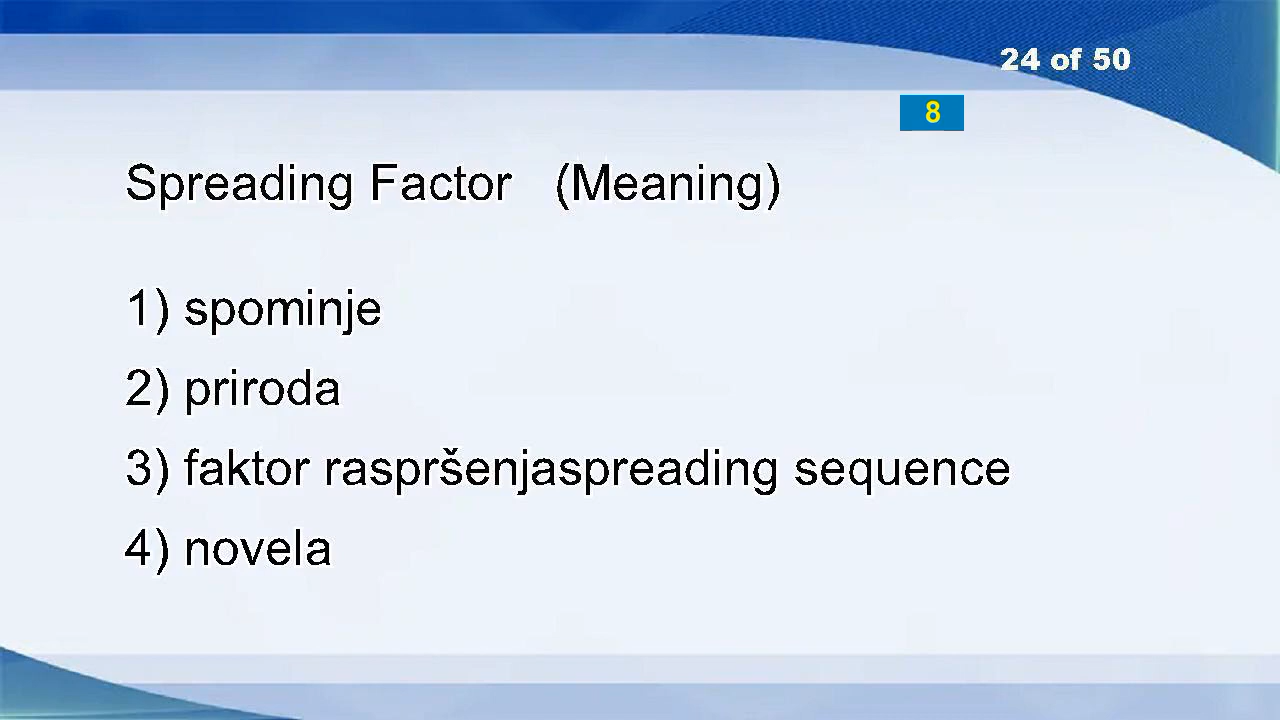 24 of 50
8
Spreading Factor (Meaning)
1) spominje
2) priroda
3) faktor raspršenjaspreading sequence
4) novela